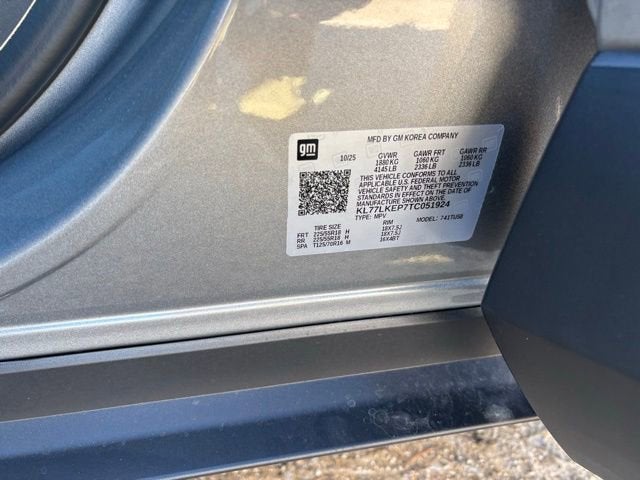 MFD BY GM KOREA COMPANY
gm
10/25 GVWR GAWR FRT GAWR RR
1880 KG 1060 KG 1060 KG
4145 LB 2336 LB 2336 LB
THIS VEHICLE CONFORMS TO ALL
APPLICABLE U.S. FEDERAL MOTOR
VEHICLE SAFETY AND THEFT PREVENTION
STANDARDS IN EFFECT ON THE DATE OF
MANUFACTURE SHOWN ABOVE.
KL77LKEP7TC051924
TYPE: MPV MODEL: 741TU58
TIRE SIZE RIM
FRT 225/55R18 H 18X7.5J
RR 225/55R18 H 18X7.5J
SPA T125/70R16 M 16X4BT